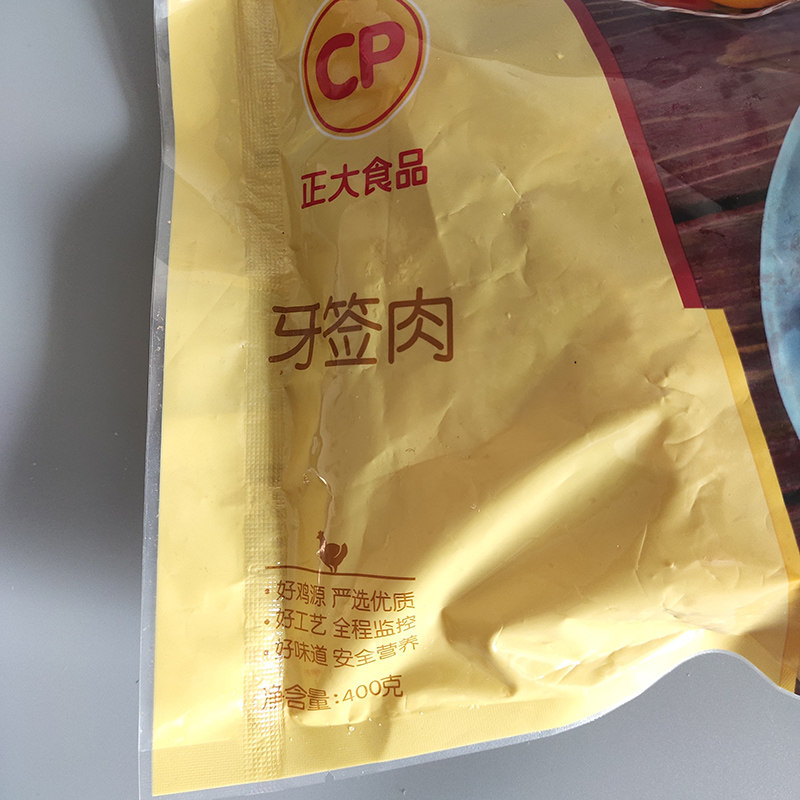 CP
正大食品
牙签肉
· 好鸡源 严选优质
· 好工艺 全程监控
· 好味道 安全营养
净含量:400克